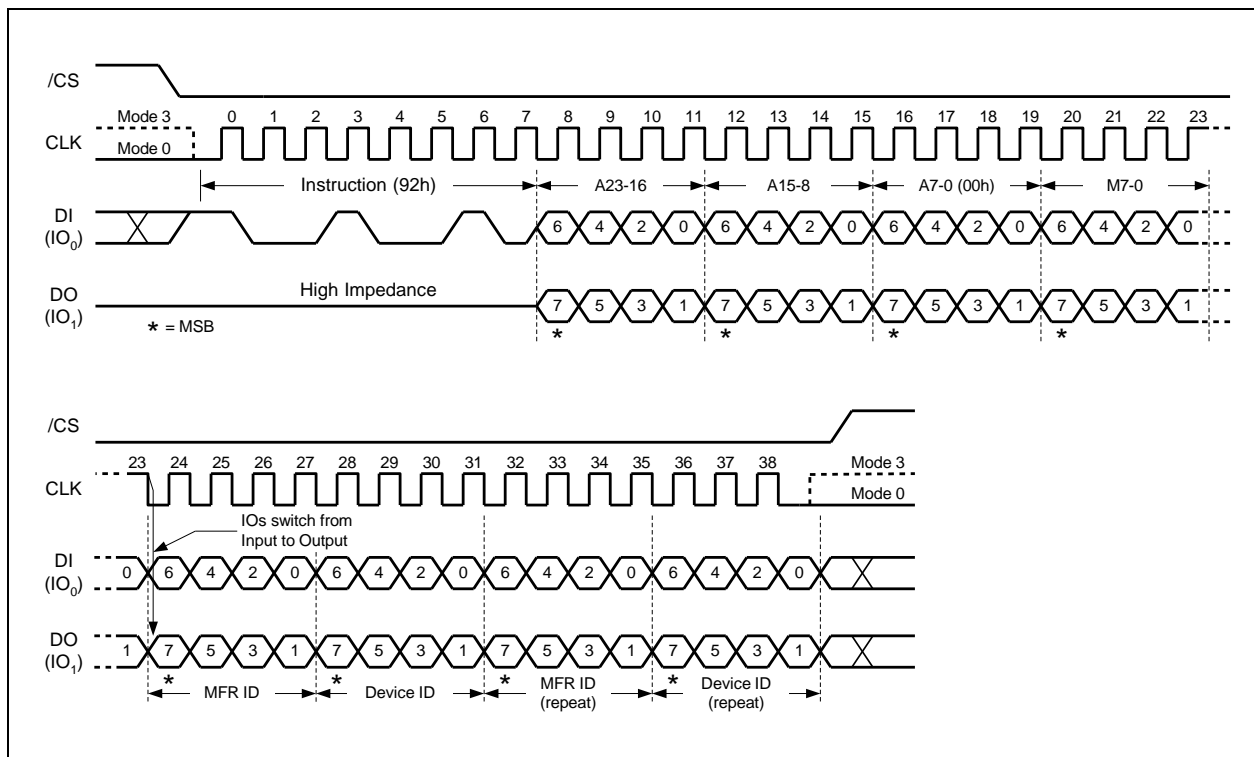 /CS
Mode 3 0 1 2 3 4 5 6 7 8 9 10 11 12 13 14 15 16 17 18 19 20 21 22 23
CLK
Mode 0
Instruction (92h) A23-16 A15-8 A7-0 (00h) M7-0
DI
(IO0)
6 4 2 0 6 4 2 0 6 4 2 0 6 4 2 0
High Impedance
DO
(IO1)
7 5 3 1 7 5 3 1 7 5 3 1 7 5 3 1
* = MSB
* * * *
/CS
23 24 25 26 27 28 29 30 31 32 33 34 35 36 37 38 Mode 3
CLK
Mode 0
IOs switch from
Input to Output
DI
(IO0)
0 6 4 2 0 6 4 2 0 6 4 2 0 6 4 2 0
DO
(IO1)
1 7 5 3 1 7 5 3 1 7 5 3 1 7 5 3 1
* * * *
MFR ID Device ID MFR ID
(repeat)
Device ID
(repeat)